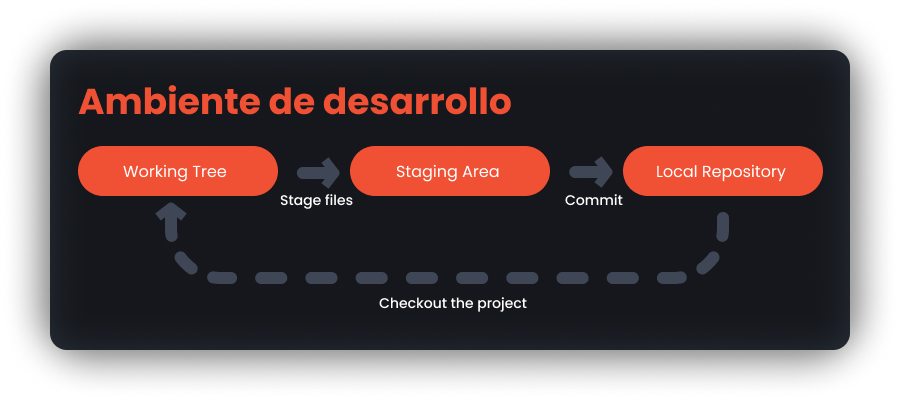 Ambiente de desarrollo
Working Tree
Staging Area
Local Repository
Stage files
Commit
Checkout the project